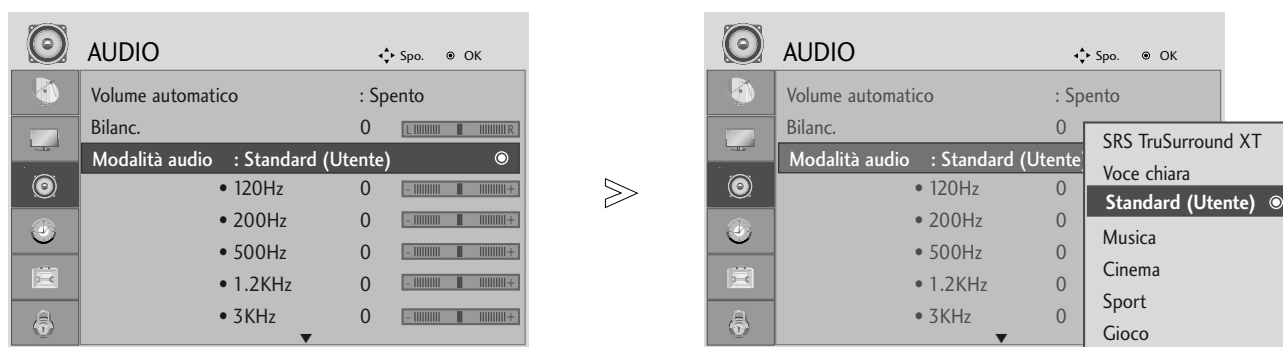 AUDIO
Spo. OK
Volume automatico : Spento
Bilanc. 0 L R
Modalità audio : Standard (Utente)
• 120Hz 0 - +
• 200Hz 0 - +
• 500Hz 0 - +
• 1.2KHz 0 - +
• 3KHz 0 - +
AUDIO
Spo. OK
Volume automatico : Spento
Bilanc. 0
Modalità audio : Standard (Utente
• 120Hz 0
• 200Hz 0
• 500Hz 0
• 1.2KHz 0
• 3KHz 0
SRS TruSurround XT
Voce chiara
Standard (Utente)
Musica
Cinema
Sport
Gioco